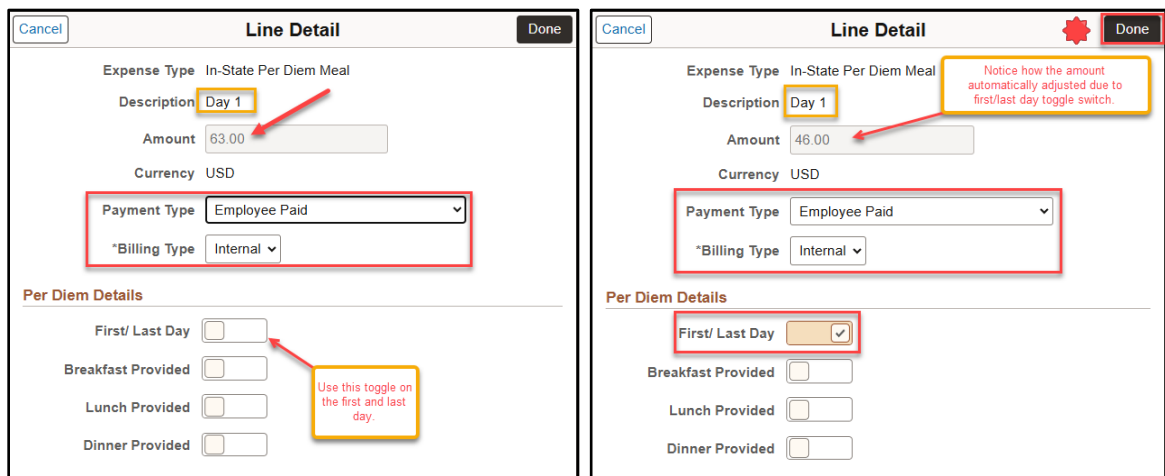 Cancel Line Detail Done
Expense Type In-State Per Diem Meal
Description Day 1
Amount 63.00
Currency USD
Payment Type Employee Paid
*Billing Type Internal
Per Diem Details
First/ Last Day
Breakfast Provided
Lunch Provided
Dinner Provided
Use this toggle on
the first and last
day.
Cancel Line Detail Done
Expense Type In-State Per Diem Meal
Notice how the amount
automatically adjusted due to
first/last day toggle switch.
Description Day 1
Amount 46.00
Currency USD
Payment Type Employee Paid
*Billing Type Internal
Per Diem Details
First/ Last Day
Breakfast Provided
Lunch Provided
Dinner Provided